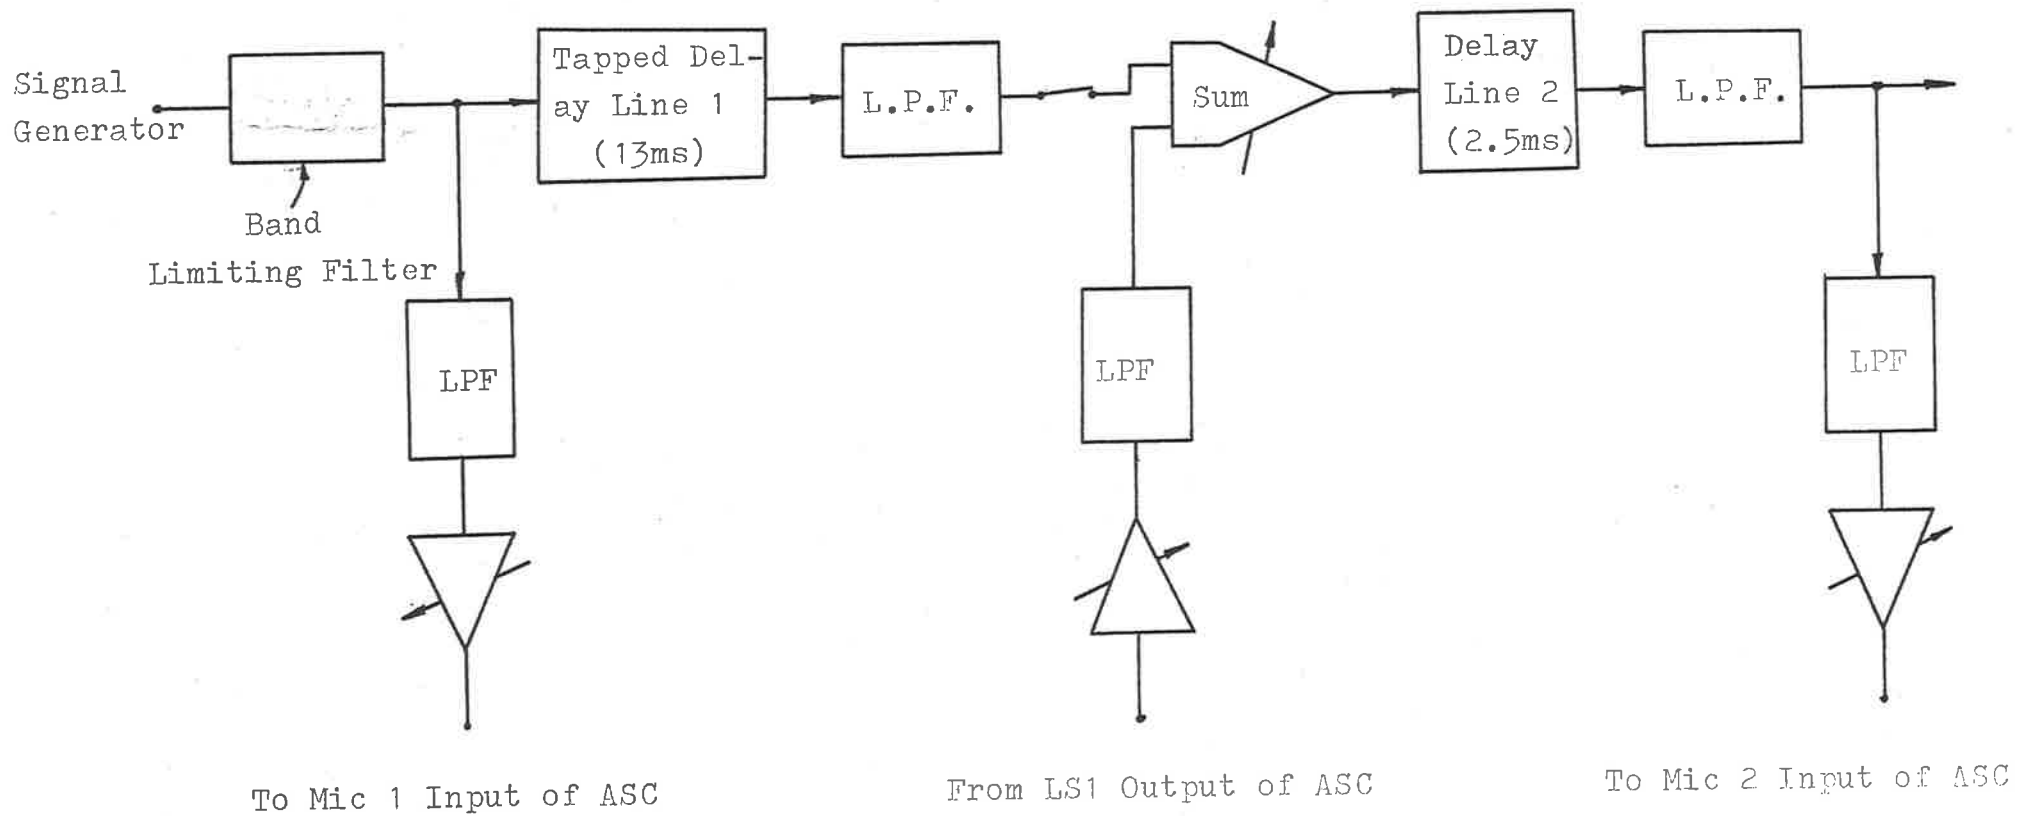 Signal
Generator
Band
Limiting Filter
Tapped Del-
ay Line 1
(13ms)
L.P.F.
Sum
Delay
Line 2
(2.5ms)
L.P.F.
LPF
LPF
LPF
To Mic 1 Input of ASC
From LS1 Output of ASC
To Mic 2 Input of ASC